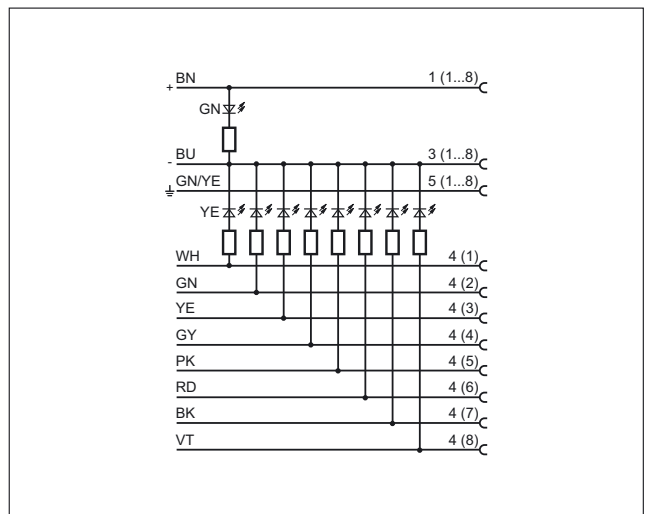 BN 1 (1...8)
+
GN
BU 3 (1...8)
-
GN/YE 5 (1...8)
YE
WH 4 (1)
GN 4 (2)
YE 4 (3)
GY 4 (4)
PK 4 (5)
RD 4 (6)
BK 4 (7)
VT 4 (8)